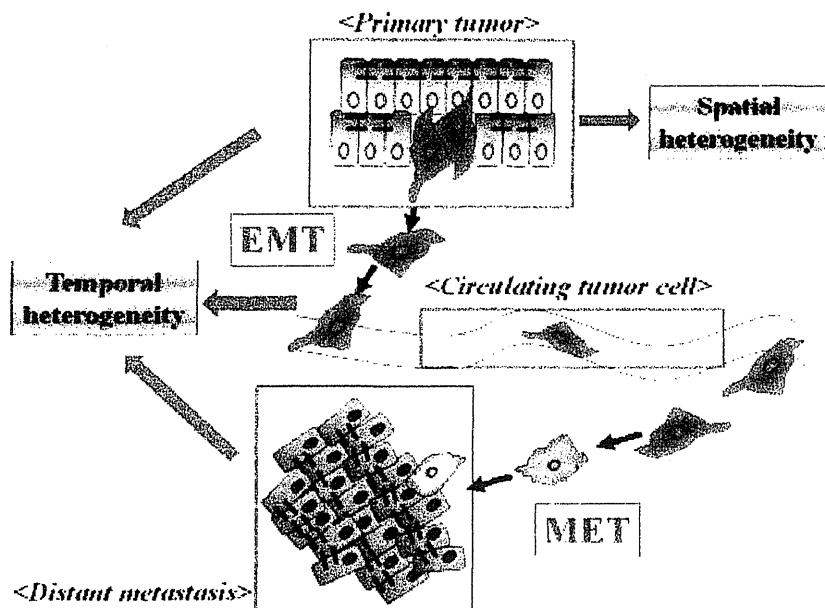 <Primary tumor>
Spatial
heterogeneity
EMT
Temporal
heterogeneity
<Circulating tumor cell>
MET
<Distant metastasis>